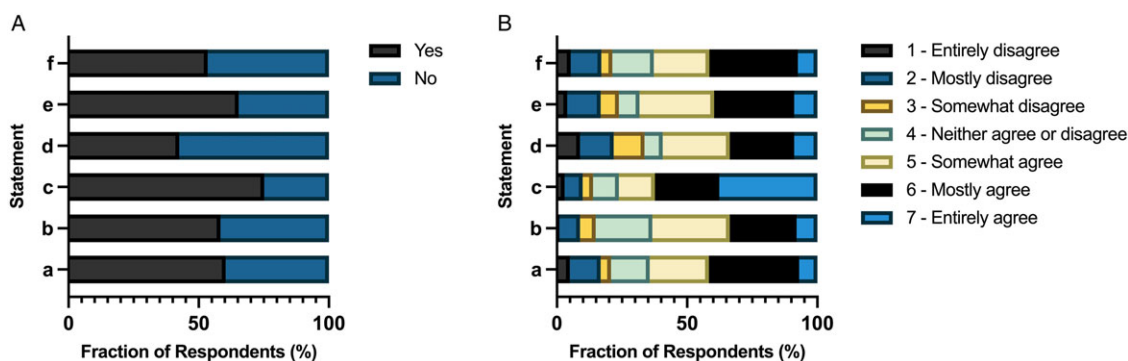 A
B
Yes
No
f
e
d
c
b
a
Statement
0
50
100
Fraction of Respondents (%)
f
e
d
c
b
a
Statement
0
50
100
Fraction of Respondents (%)
1 - Entirely disagree
2 - Mostly disagree
3 - Somewhat disagree
4 - Neither agree or disagree
5 - Somewhat agree
6 - Mostly agree
7 - Entirely agree